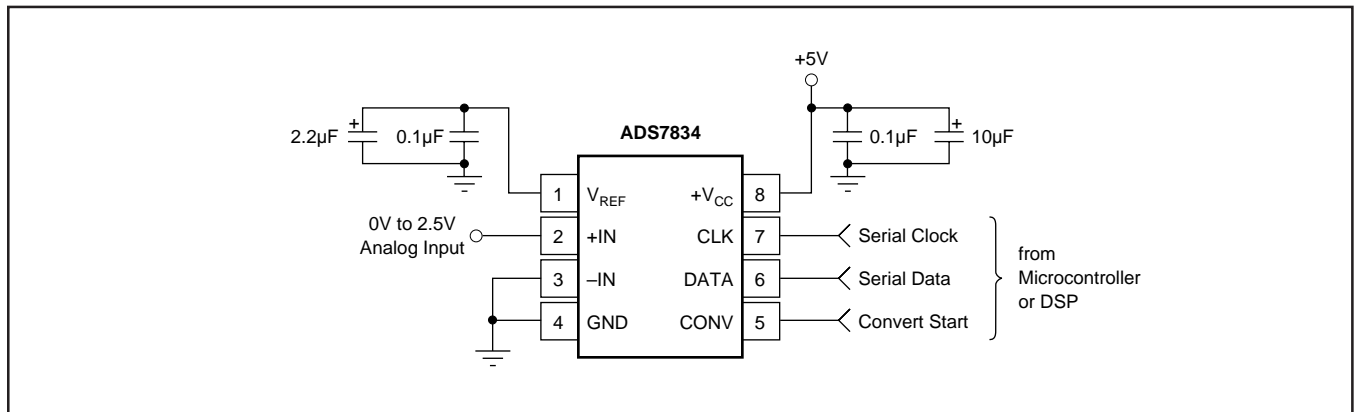 +5V
2.2µF
+
0.1µF
ADS7834
0.1µF
+
10µF
1
VREF
+VCC
8
0V to 2.5V
Analog Input
2
+IN
CLK
7
Serial Clock
3
–IN
DATA
6
Serial Data
4
GND
CONV
5
Convert Start
from
Microcontroller
or DSP